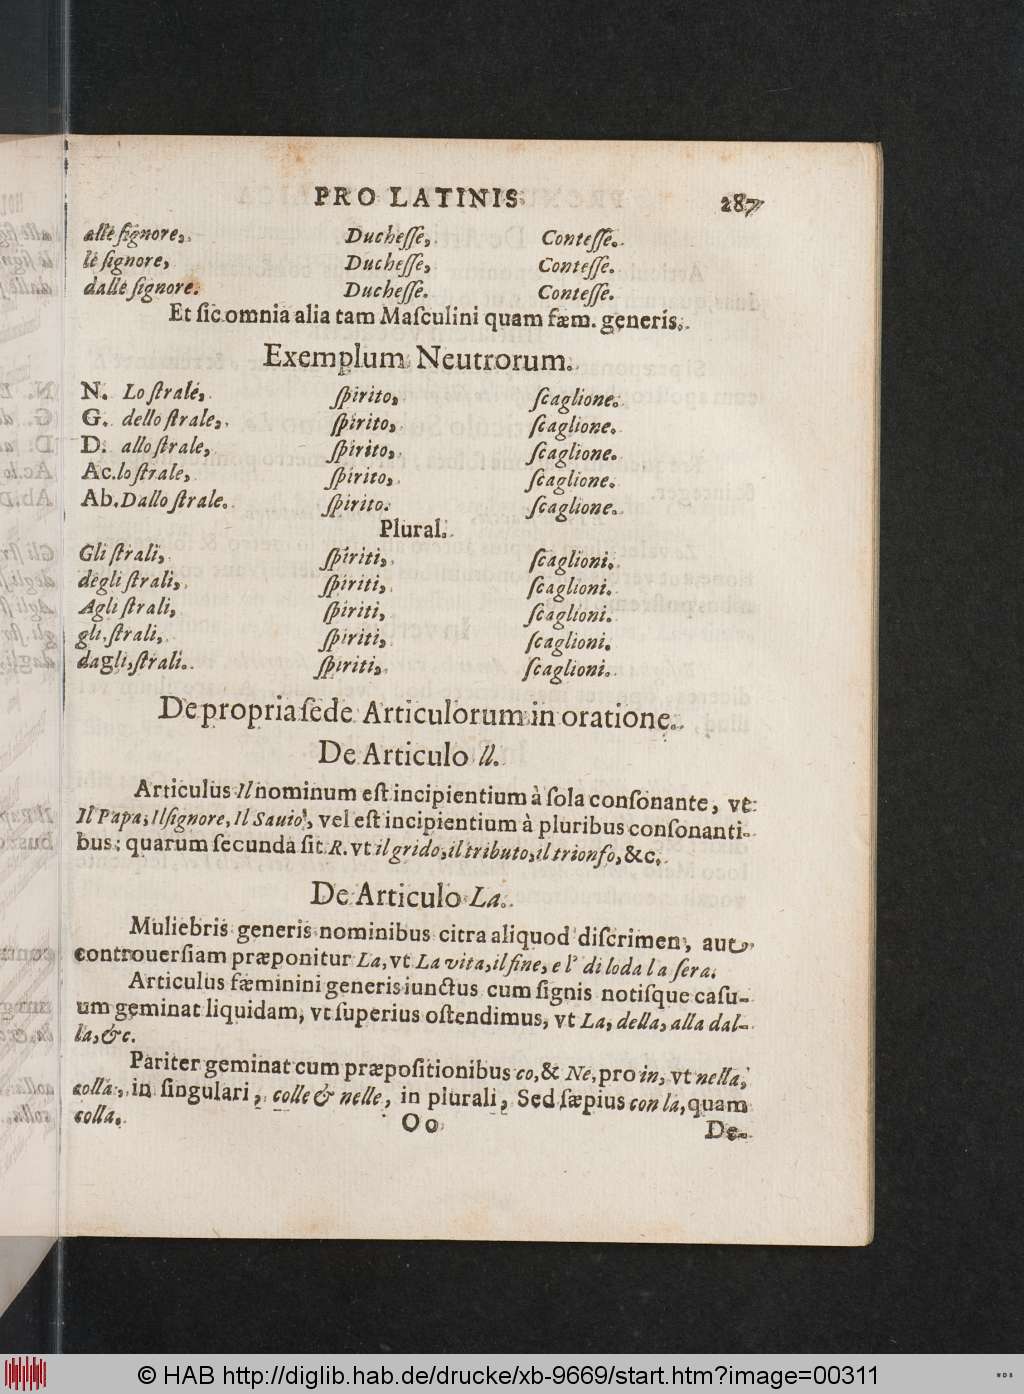 PRO LATINIS. 287
alle ſignore, Ducheſſe, Conteſſe.
le ſignore, Ducheſſe, Conteſſe.
dalle ſignore. Ducheſſe. Conteſſe.
Et ſic omnia alia tam Maſculini quam fæm. generis.
Exemplum Neutrorum.
N. Lo ſtrale, ſpirito, ſcaglione.
G. dello ſtrale, ſpirito, ſcaglione.
D. allo ſtrale, ſpirito, ſcaglione.
Ac. lo ſtrale, ſpirito, ſcaglione.
Ab. Dallo ſtrale. ſpirito. ſcaglione.
Plural.
Gli ſtrali, ſpiriti, ſcaglioni.
degli ſtrali, ſpiriti, ſcaglioni.
Agli ſtrali, ſpiriti, ſcaglioni.
gli ſtrali, ſpiriti, ſcaglioni.
dagli, ſtrali. ſpiriti, ſcaglioni.
De propria ſede Articulorum in oratione.
De Articulo Il.
Articulus Il nominum eſt incipientium à ſola conſonante, vt
Il Papa, Il ſignore, Il Sauio, vel eſt incipientium à pluribus conſonanti-
bus: quarum ſecunda ſit R. vt il grido, il tributo, il trionfo, &c.
De Articulo La.
Muliebris generis nominibus citra aliquod diſcrimen, aut
controuerſiam præponitur La, vt La vita, il fine, e l' di loda la ſera.
Articulus fæminini generis iunctus cum ſignis notiſque caſu-
um geminat liquidam, vt ſuperius oſtendimus, vt La, della, alla dal-
la, &c.
Pariter geminat cum præpoſitionibus co, & Ne, pro in, vt nella,
colla, in ſingulari, colle & nelle, in plurali, Sed ſæpius con la, quam
colla.
Oo De-
© HAB http://diglib.hab.de/drucke/xb-9669/start.htm?image=00311